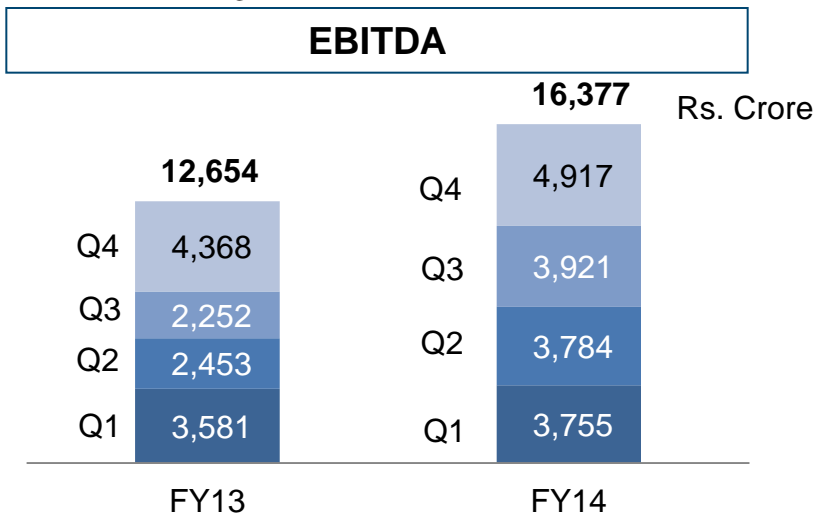 EBITDA
Rs. Crore
12,654
Q4 4,368
Q3 2,252
Q2 2,453
Q1 3,581
FY13
16,377
Q4 4,917
Q3 3,921
Q2 3,784
Q1 3,755
FY14